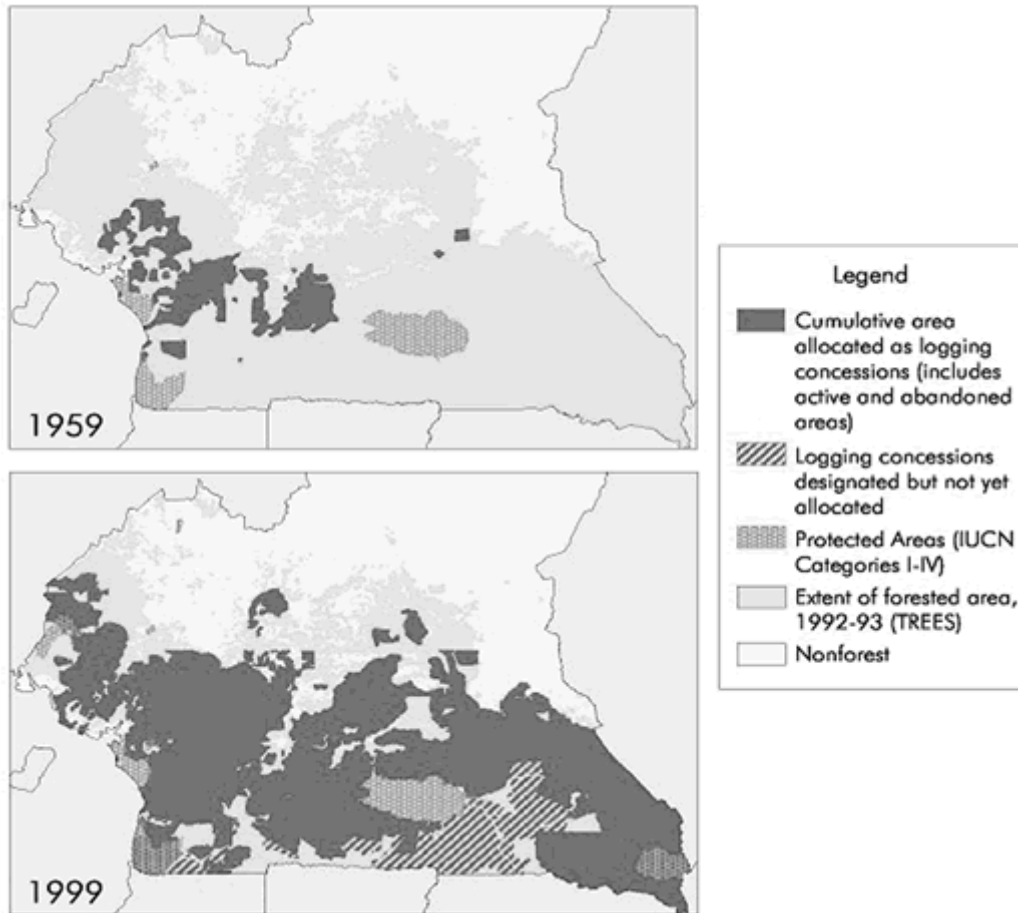 1959
1999
Legend
Cumulative area
allocated as logging
concessions (includes
active and abandoned
areas)
Logging concessions
designated but not yet
allocated
Protected Areas (IUCN
Categories I-IV)
Extent of forested area,
1992-93 (TREES)
Nonforest